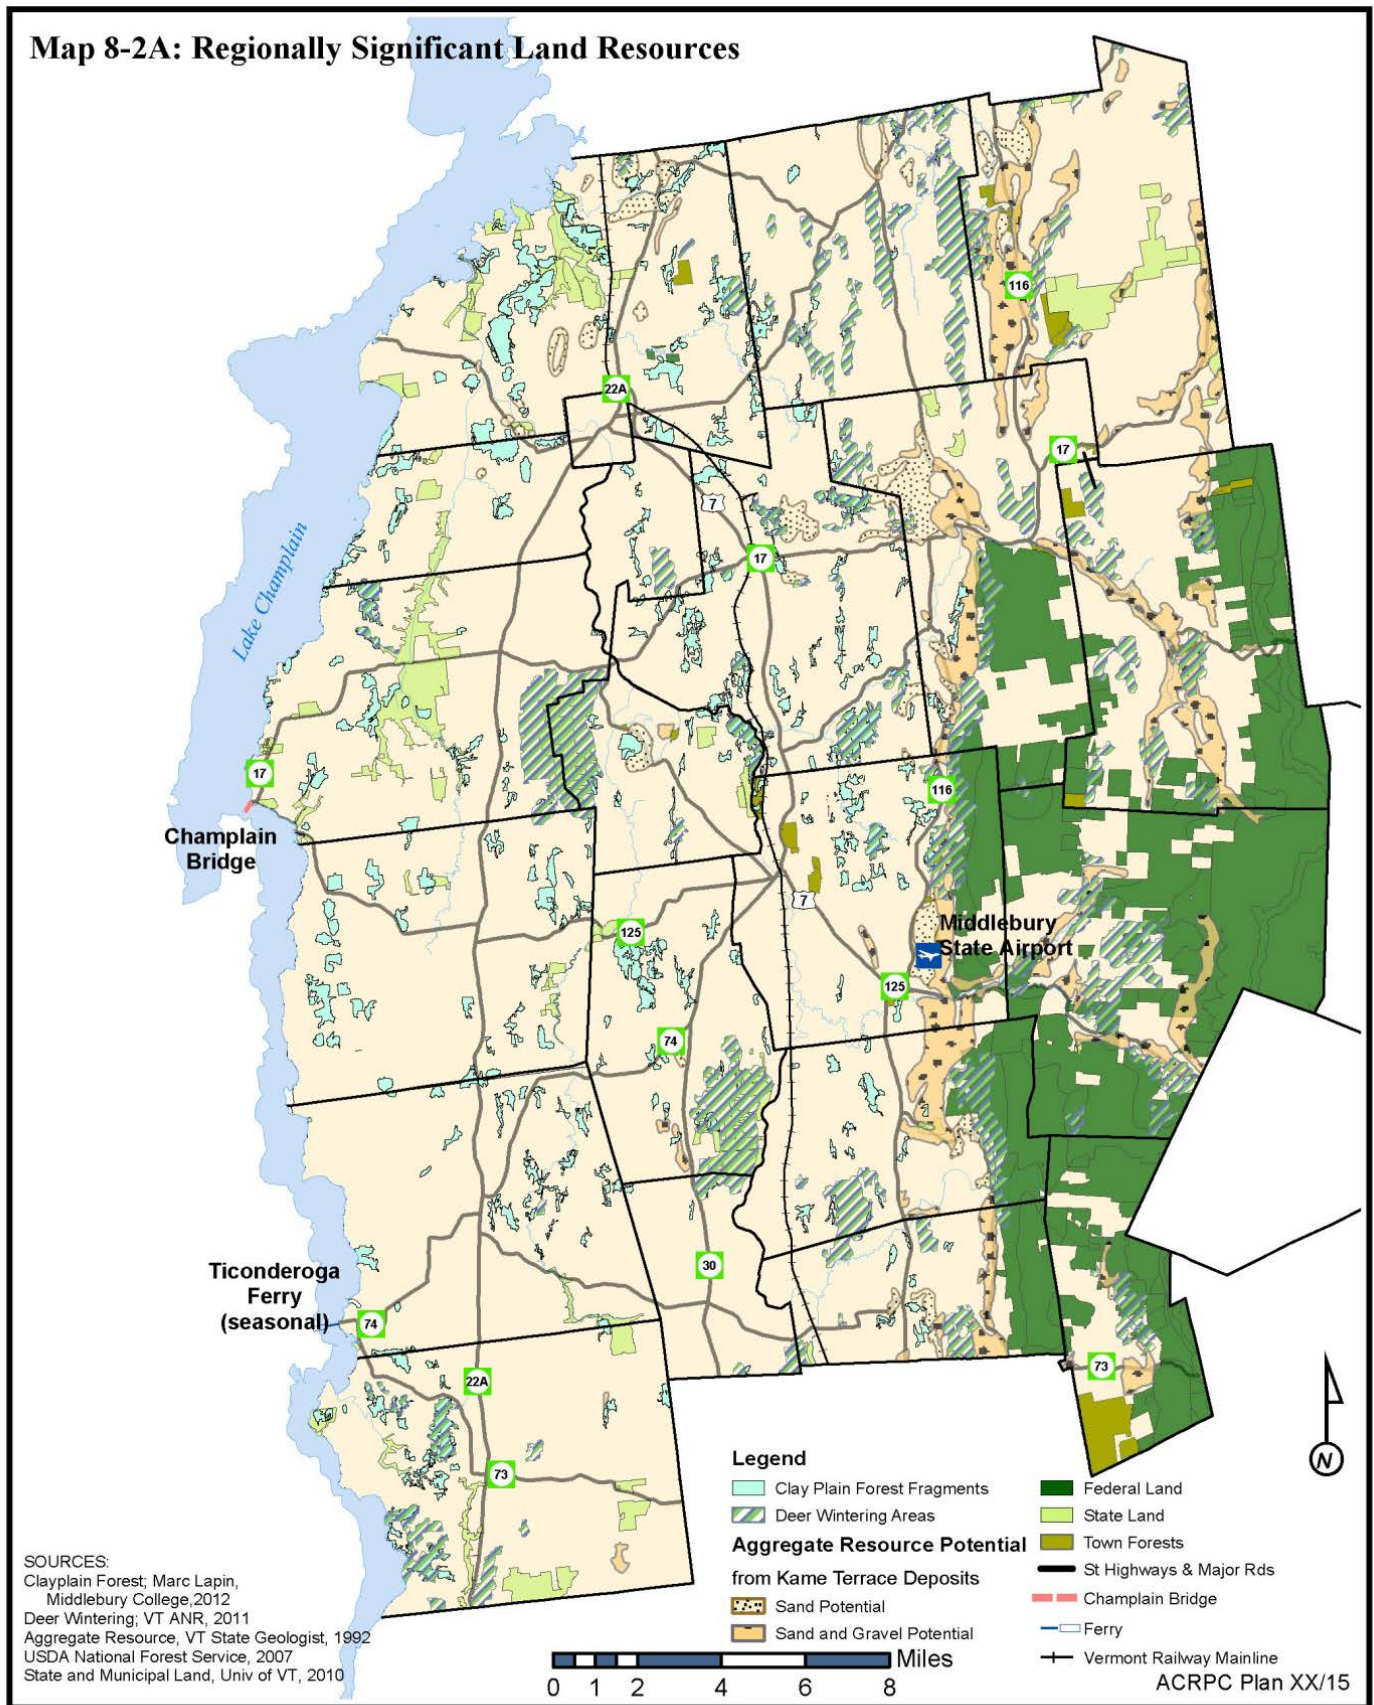 Map 8-2A: Regionally Significant Land Resources
116
22A
17
7
17
Lake Champlain
17
116
Champlain
Bridge
7
Middlebury
State Airport
125
125
74
30
Ticonderoga
Ferry
(seasonal)
74
73
22A
73
N
Legend
Clay Plain Forest Fragments
Deer Wintering Areas
Aggregate Resource Potential
from Kame Terrace Deposits
Sand Potential
Sand and Gravel Potential
Federal Land
State Land
Town Forests
St Highways & Major Rds
Champlain Bridge
Ferry
Vermont Railway Mainline
SOURCES:
Clayplain Forest; Marc Lapin,
Middlebury College,2012
Deer Wintering; VT ANR, 2011
Aggregate Resource, VT State Geologist, 1992
USDA National Forest Service, 2007
State and Municipal Land, Univ of VT, 2010
Miles
0 1 2 4 6 8
ACRPC Plan XX/15